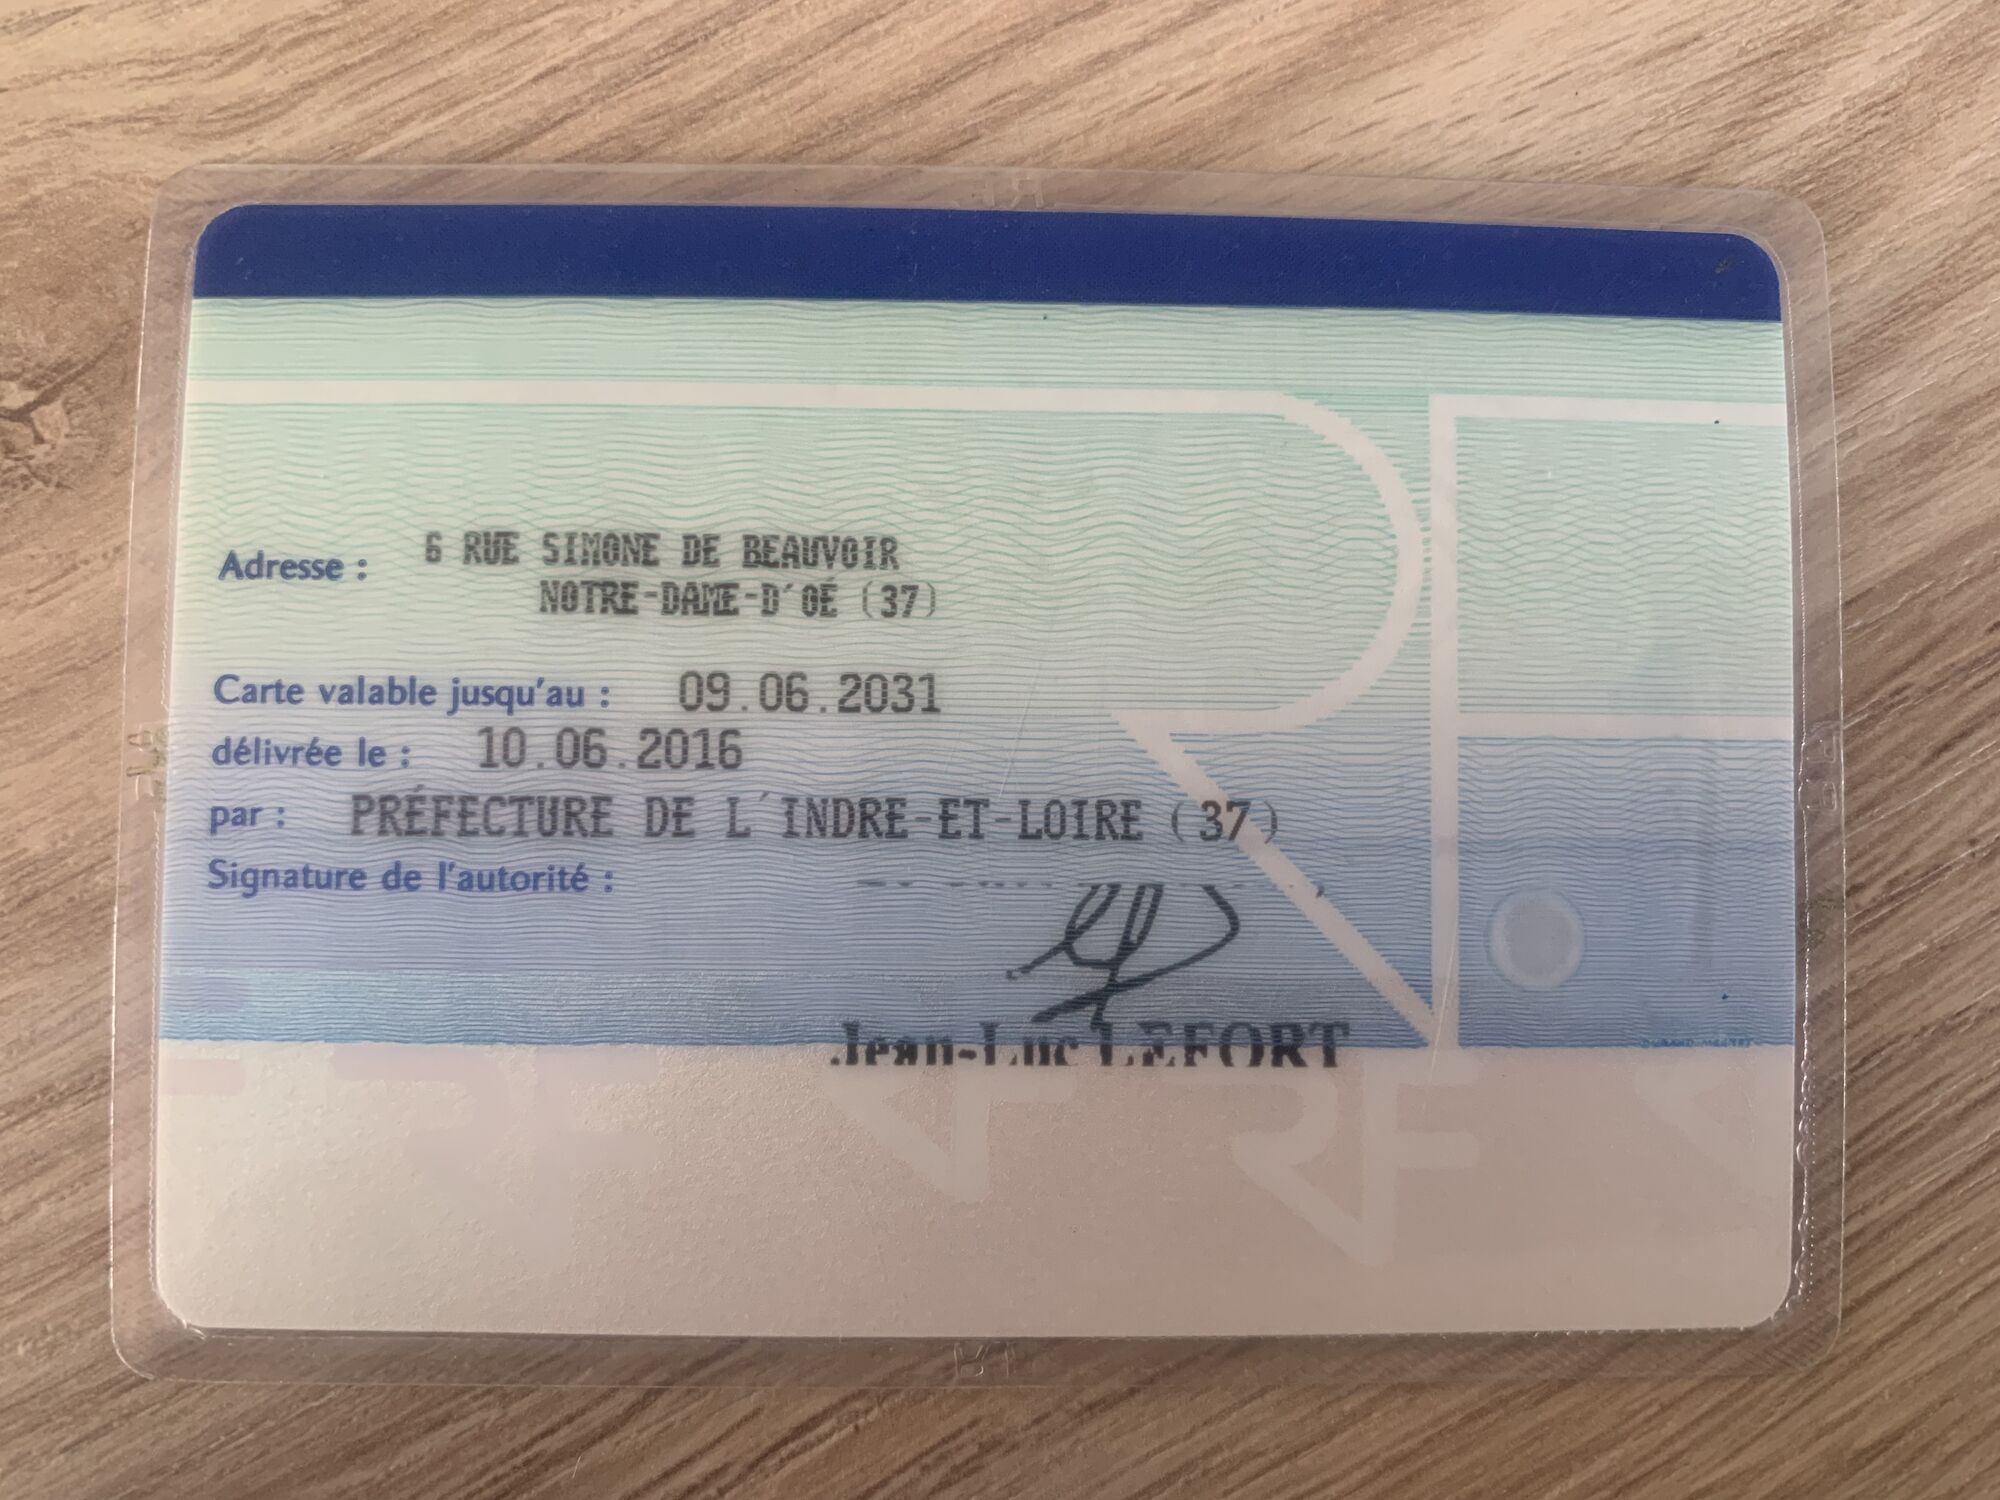 Adresse : 6 RUE SIMONE DE BEAUVOIR
NOTRE-DAME-D'OÉ (37)
Carte valable jusqu'au : 09.06.2031
délivrée le : 10.06.2016
par : PRÉFECTURE DE L'INDRE-ET-LOIRE (37)
Signature de l'autorité :
Jean-Luc LEFORT
RF